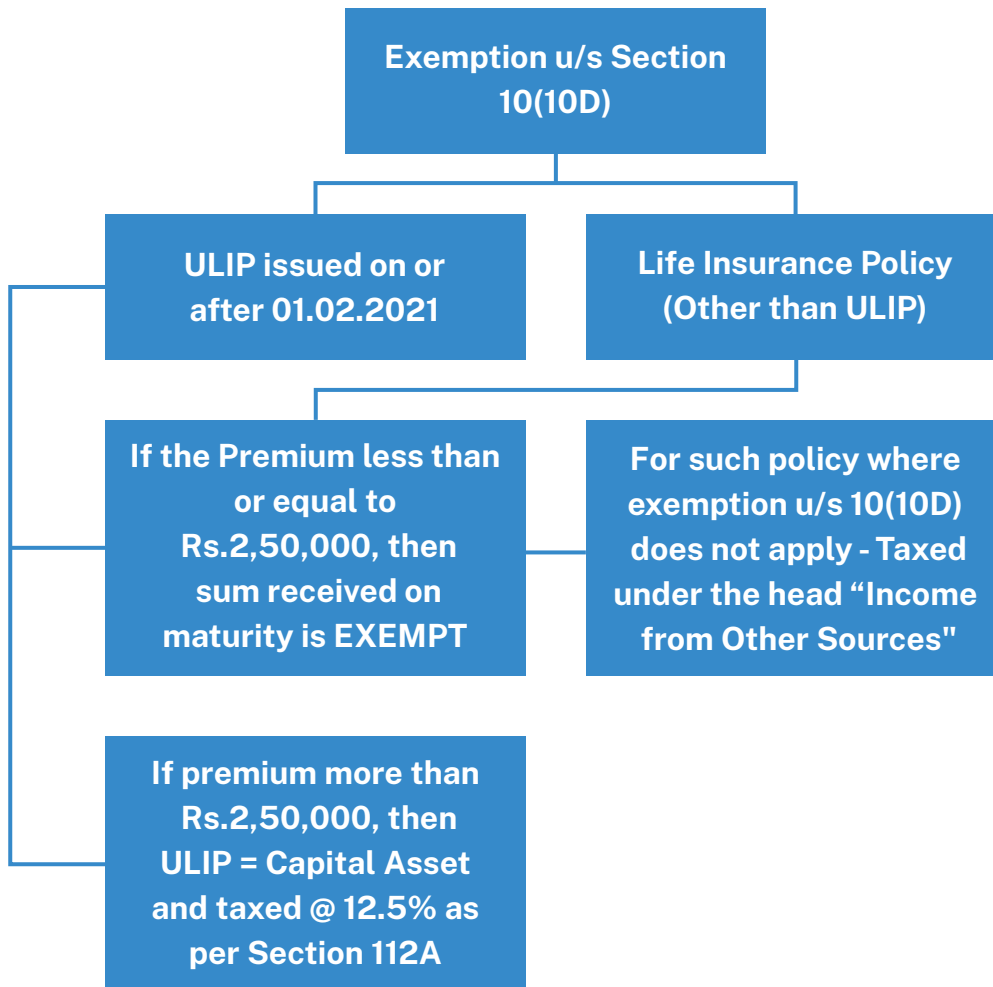 Exemption u/s Section
10(10D)
ULIP issued on or
after 01.02.2021
Life Insurance Policy
(Other than ULIP)
If the Premium less than
or equal to
Rs.2,50,000, then
sum received on
maturity is EXEMPT
For such policy where
exemption u/s 10(10D)
does not apply - Taxed
under the head “Income
from Other Sources"
If premium more than
Rs.2,50,000, then
ULIP = Capital Asset
and taxed @ 12.5% as
per Section 112A